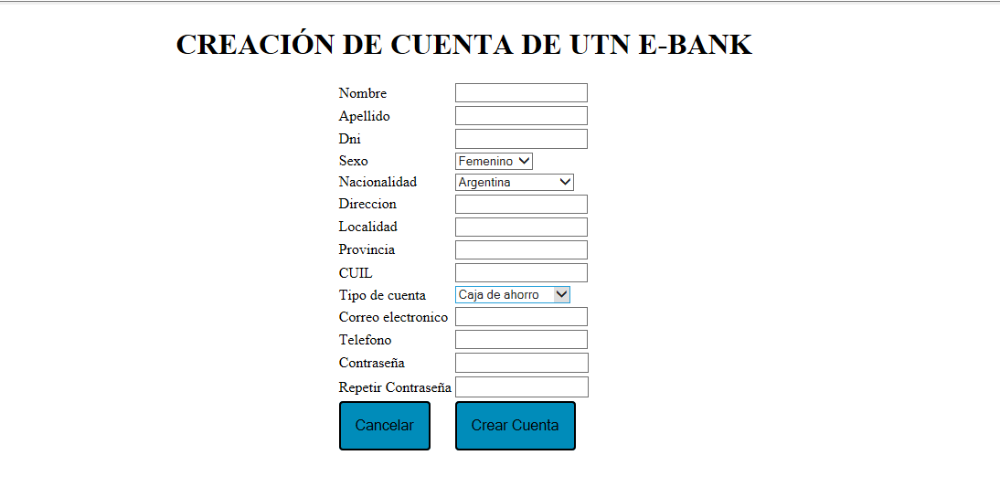 CREACIÓN DE CUENTA DE UTN E-BANK
Nombre
Apellido
Dni
Sexo Femenino
Nacionalidad Argentina
Direccion
Localidad
Provincia
CUIL
Tipo de cuenta Caja de ahorro
Correo electronico
Telefono
Contraseña
Repetir Contraseña
Cancelar Crear Cuenta